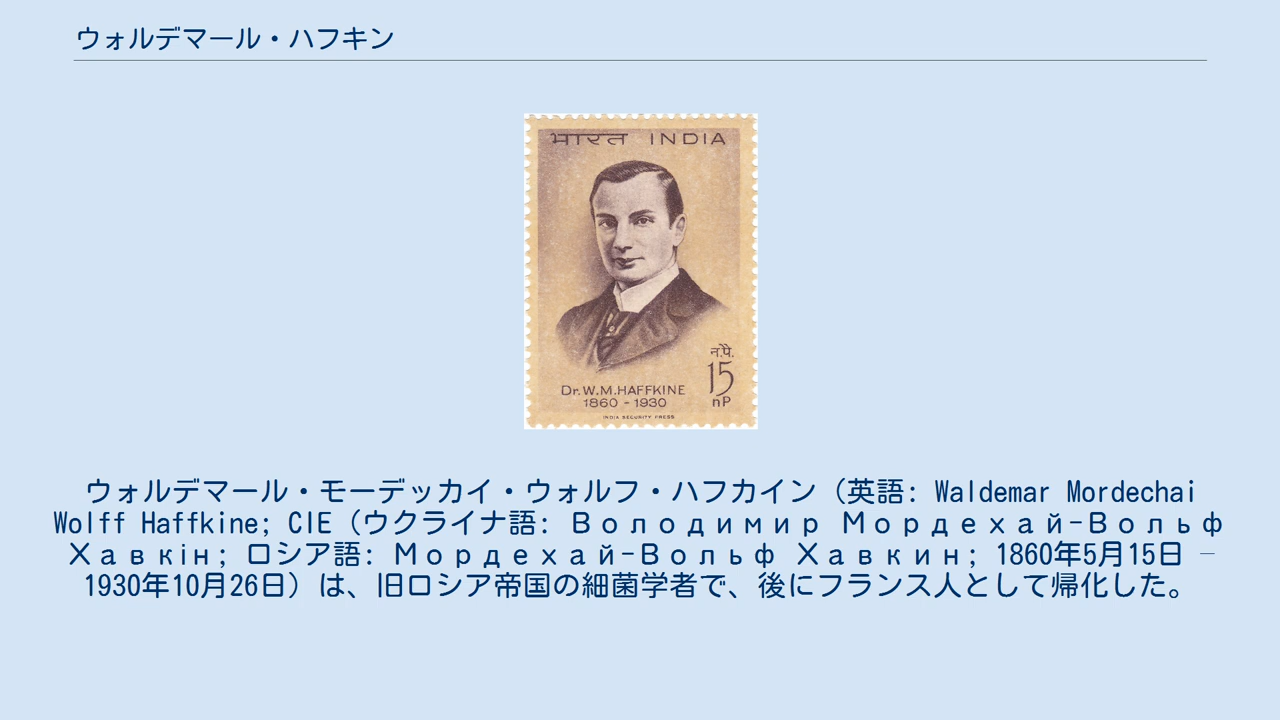 ウォルデマール・ハフキン
भारत INDIA
न.पै.
15
nP
Dr.W.M.HAFFKINE
1860 - 1930
INDIA SECURITY PRESS
ウォルデマール・モーデッカイ・ウォルフ・ハフカイン（英語: Waldemar Mordechai
Wolff Haffkine; CIE（ウクライナ語: Володимир Мордехай-Вольф
Хавкін; ロシア語: Мордехай-Вольф Хавкин; 1860年5月15日 –
1930年10月26日）は、旧ロシア帝国の細菌学者で、後にフランス人として帰化した。